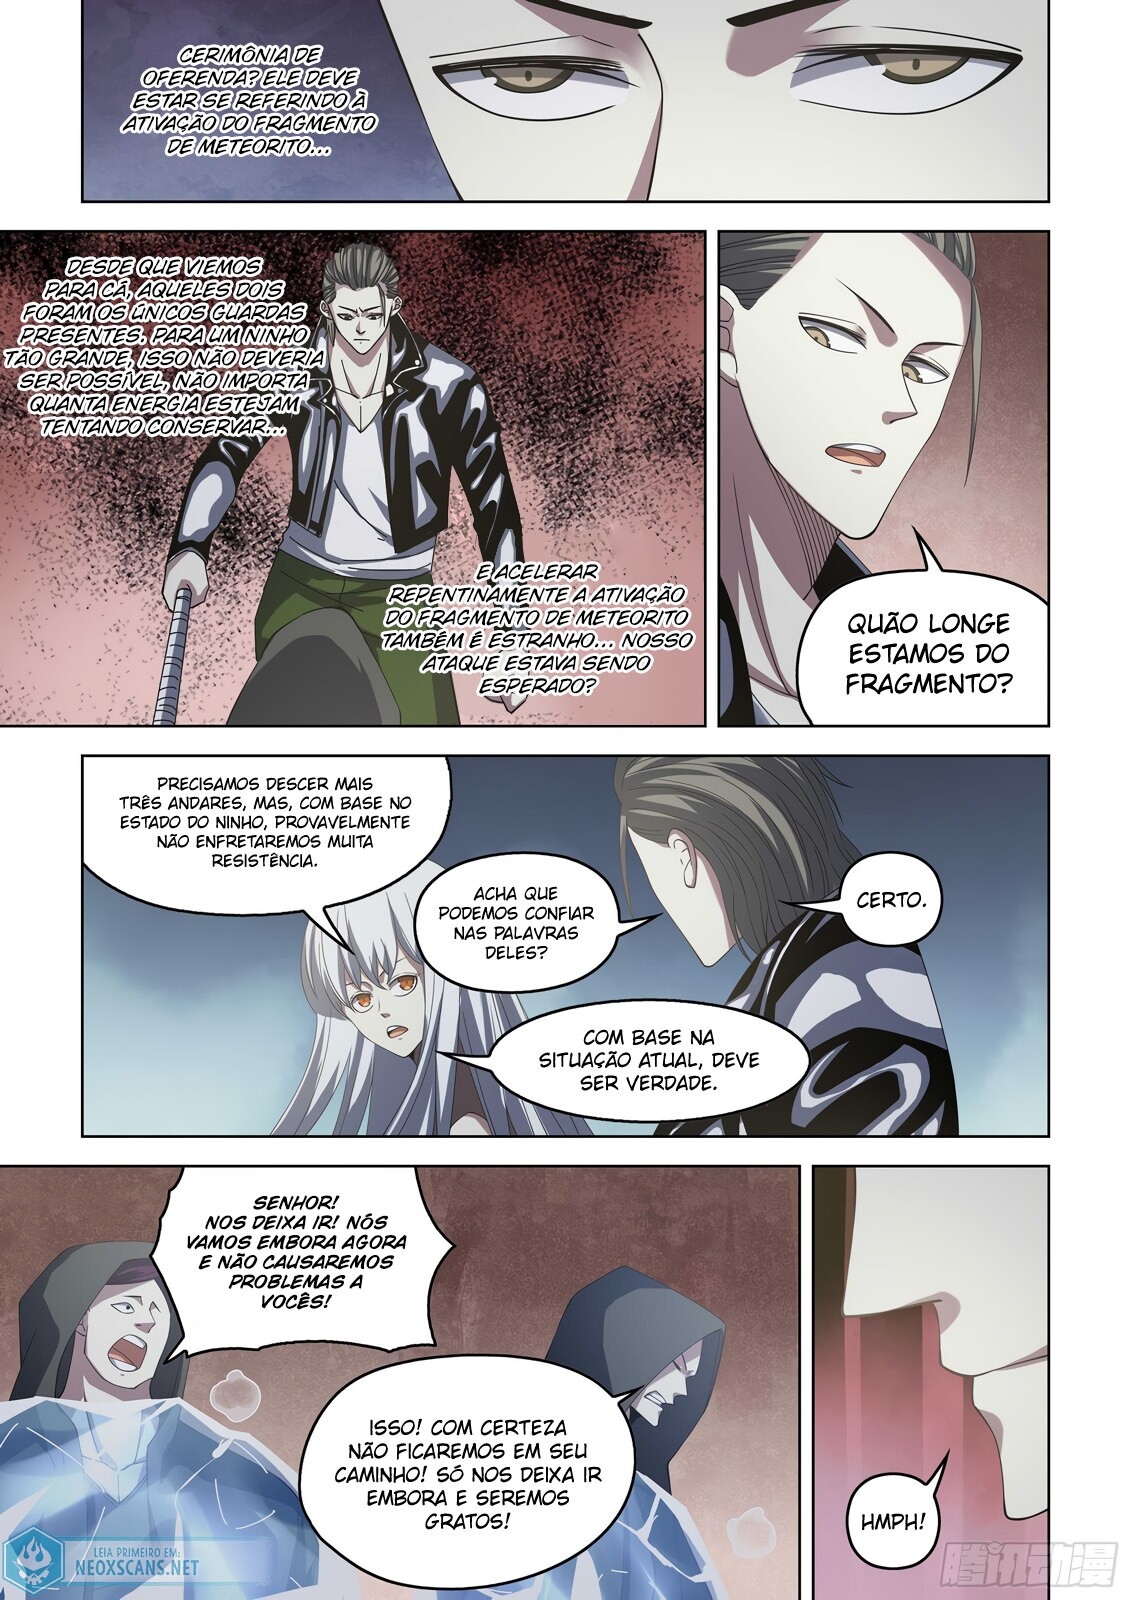 CERIMÔNIA DE
OFERENDA? ELE DEVE
ESTAR SE REFERINDO À
ATIVAÇÃO DO FRAGMENTO
DE METEORITO...
DESDE QUE VIEMOS
PARA CÁ, AQUELES DOIS
FORAM OS ÚNICOS GUARDAS
PRESENTES. PARA UM NINHO
TÃO GRANDE, ISSO NÃO DEVERIA
SER POSSÍVEL, NÃO IMPORTA
QUANTA ENERGIA ESTEJAM
TENTANDO CONSERVAR...
E ACELERAR
REPENTINAMENTE A ATIVAÇÃO
DO FRAGMENTO DE METEORITO
TAMBÉM É ESTRANHO... NOSSO
ATAQUE ESTAVA SENDO
ESPERADO?
QUÃO LONGE
ESTAMOS DO
FRAGMENTO?
PRECISAMOS DESCER MAIS
TRÊS ANDARES, MAS, COM BASE NO
ESTADO DO NINHO, PROVAVELMENTE
NÃO ENFRETAREMOS MUITA
RESISTÊNCIA.
ACHA QUE
PODEMOS CONFIAR
NAS PALAVRAS
DELES?
CERTO.
COM BASE NA
SITUAÇÃO ATUAL, DEVE
SER VERDADE.
SENHOR!
NOS DEIXA IR! NÓS
VAMOS EMBORA AGORA
E NÃO CAUSAREMOS
PROBLEMAS A
VOCÊS!
ISSO! COM CERTEZA
NÃO FICAREMOS EM SEU
CAMINHO! SÓ NOS DEIXA IR
EMBORA E SEREMOS
GRATOS!
HMPH!
LEIA PRIMEIRO EM:
NEOXSCANS.NET
腾讯动漫